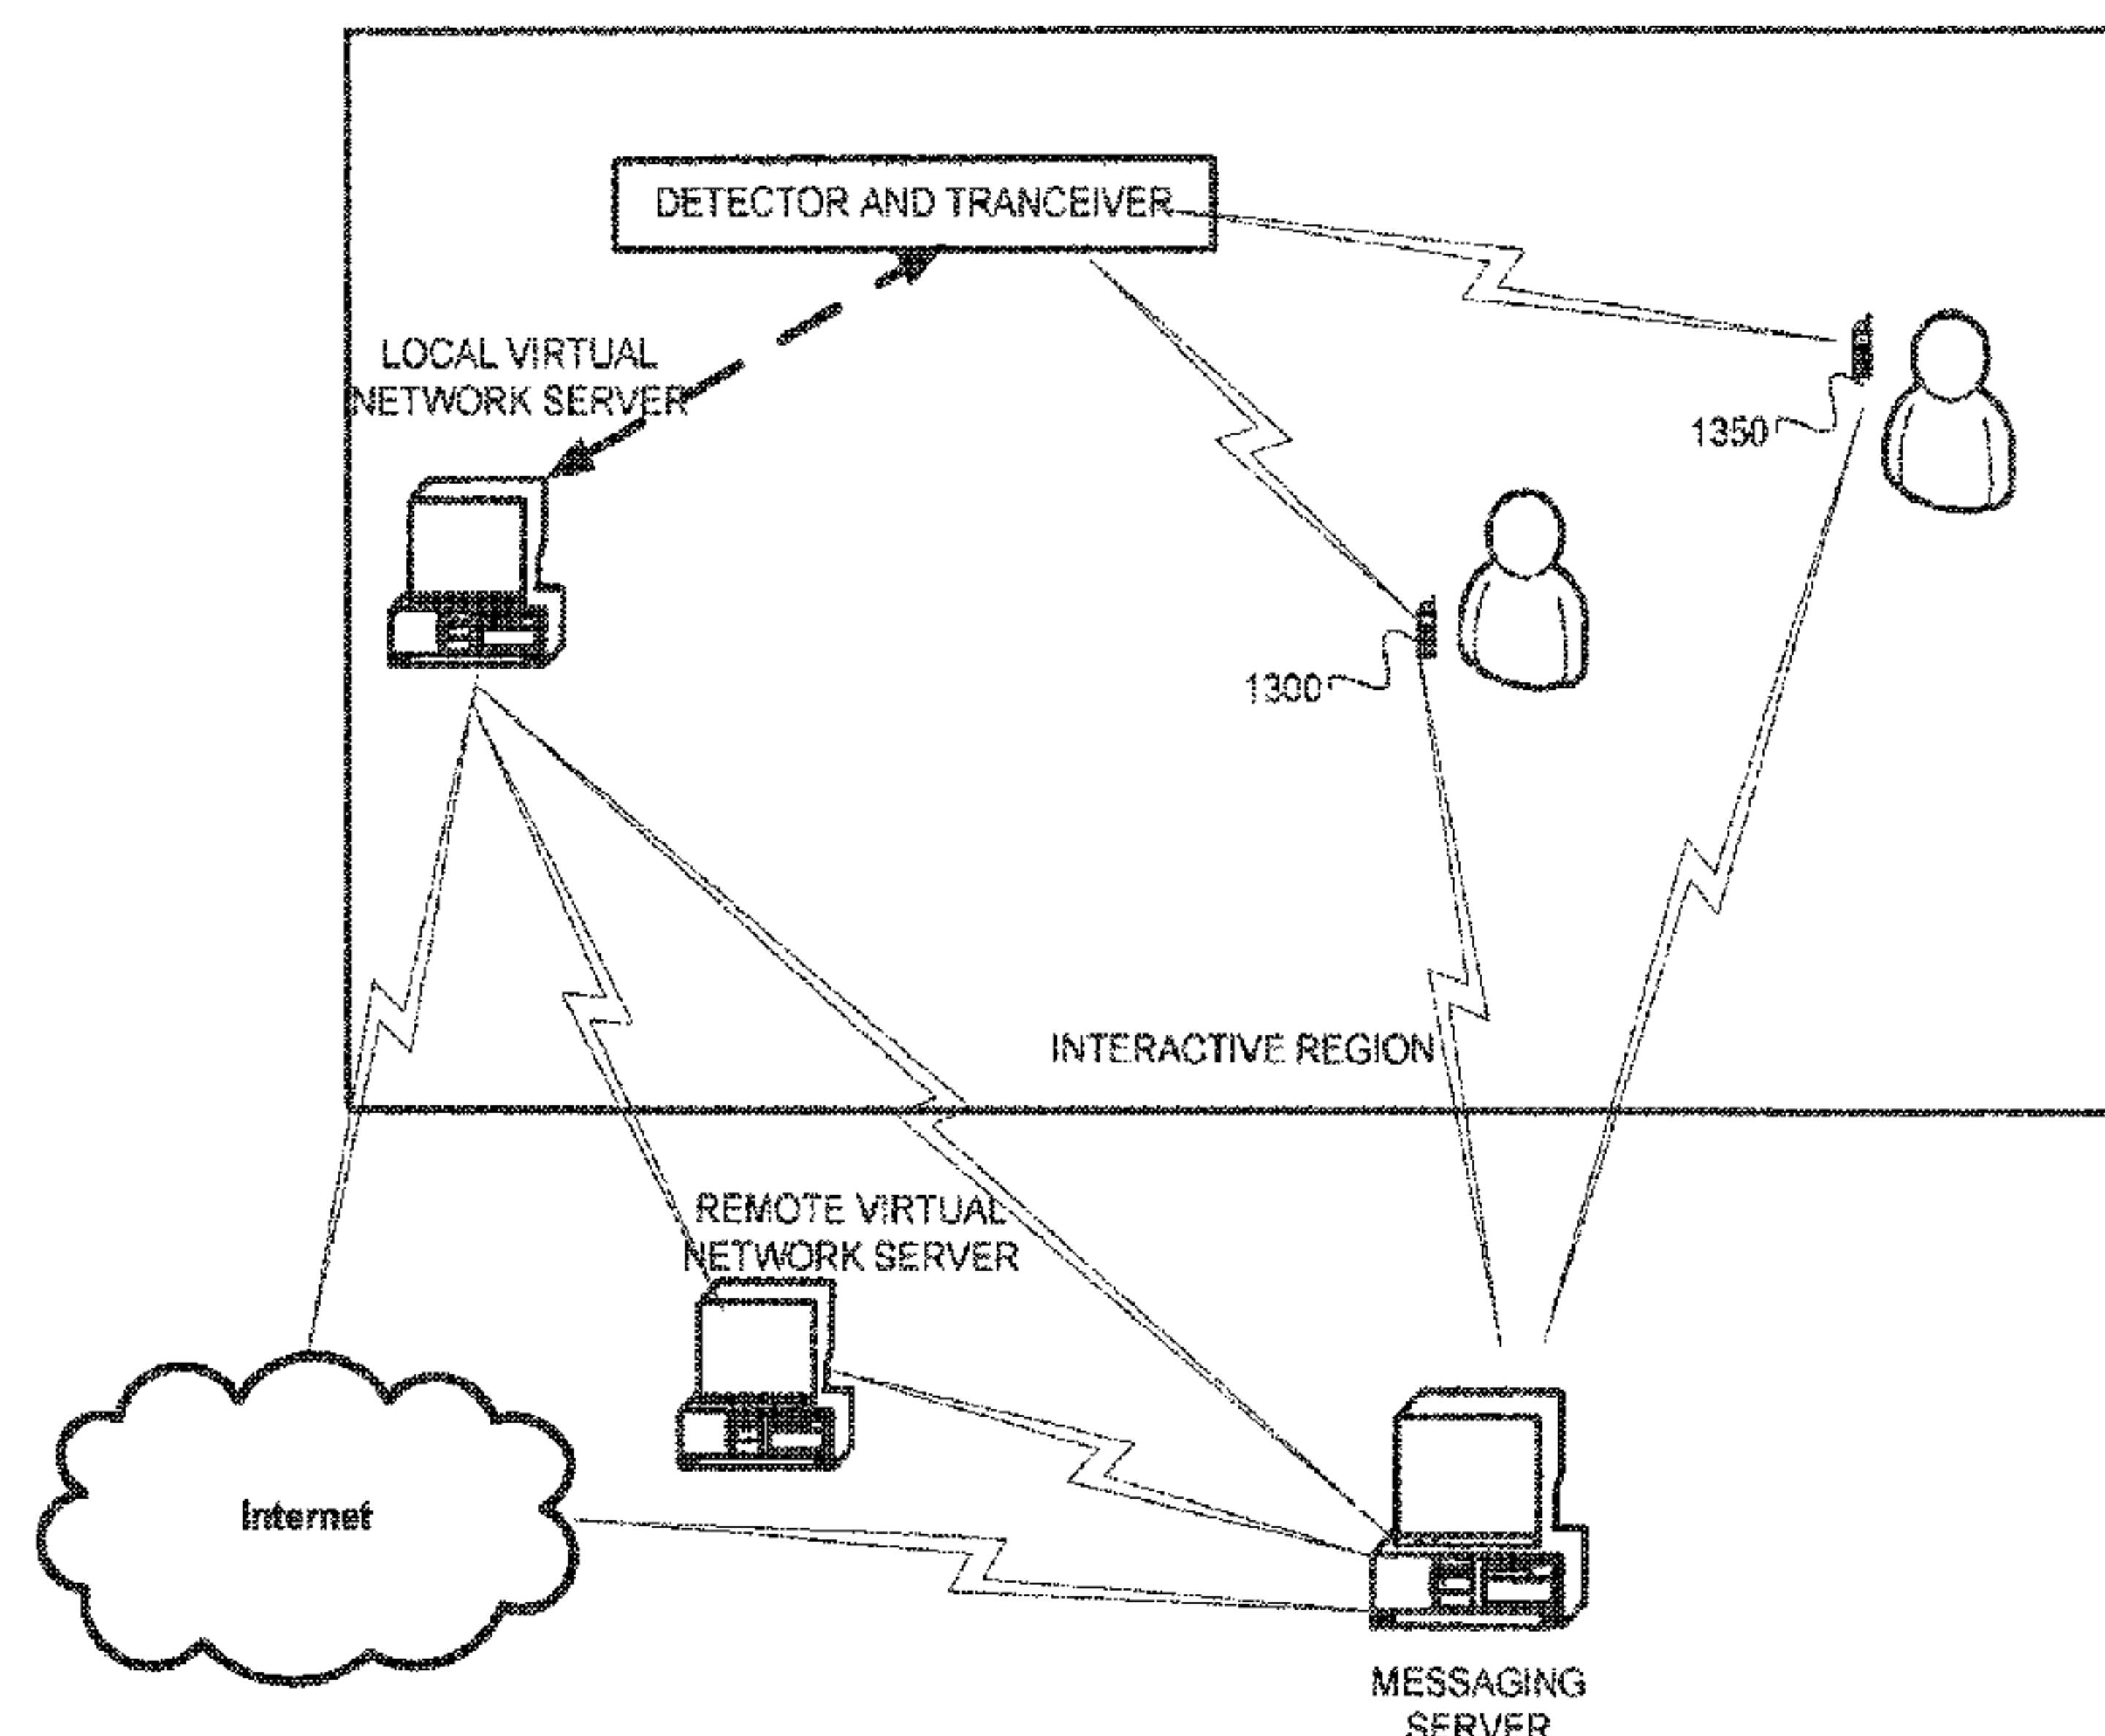 DETECTOR AND TRANCEIVER
LOCAL VIRTUAL
NETWORK SERVER
1350
1300
INTERACTIVE REGION
REMOTE VIRTUAL
NETWORK SERVER
Internet
MESSAGING
SERVER